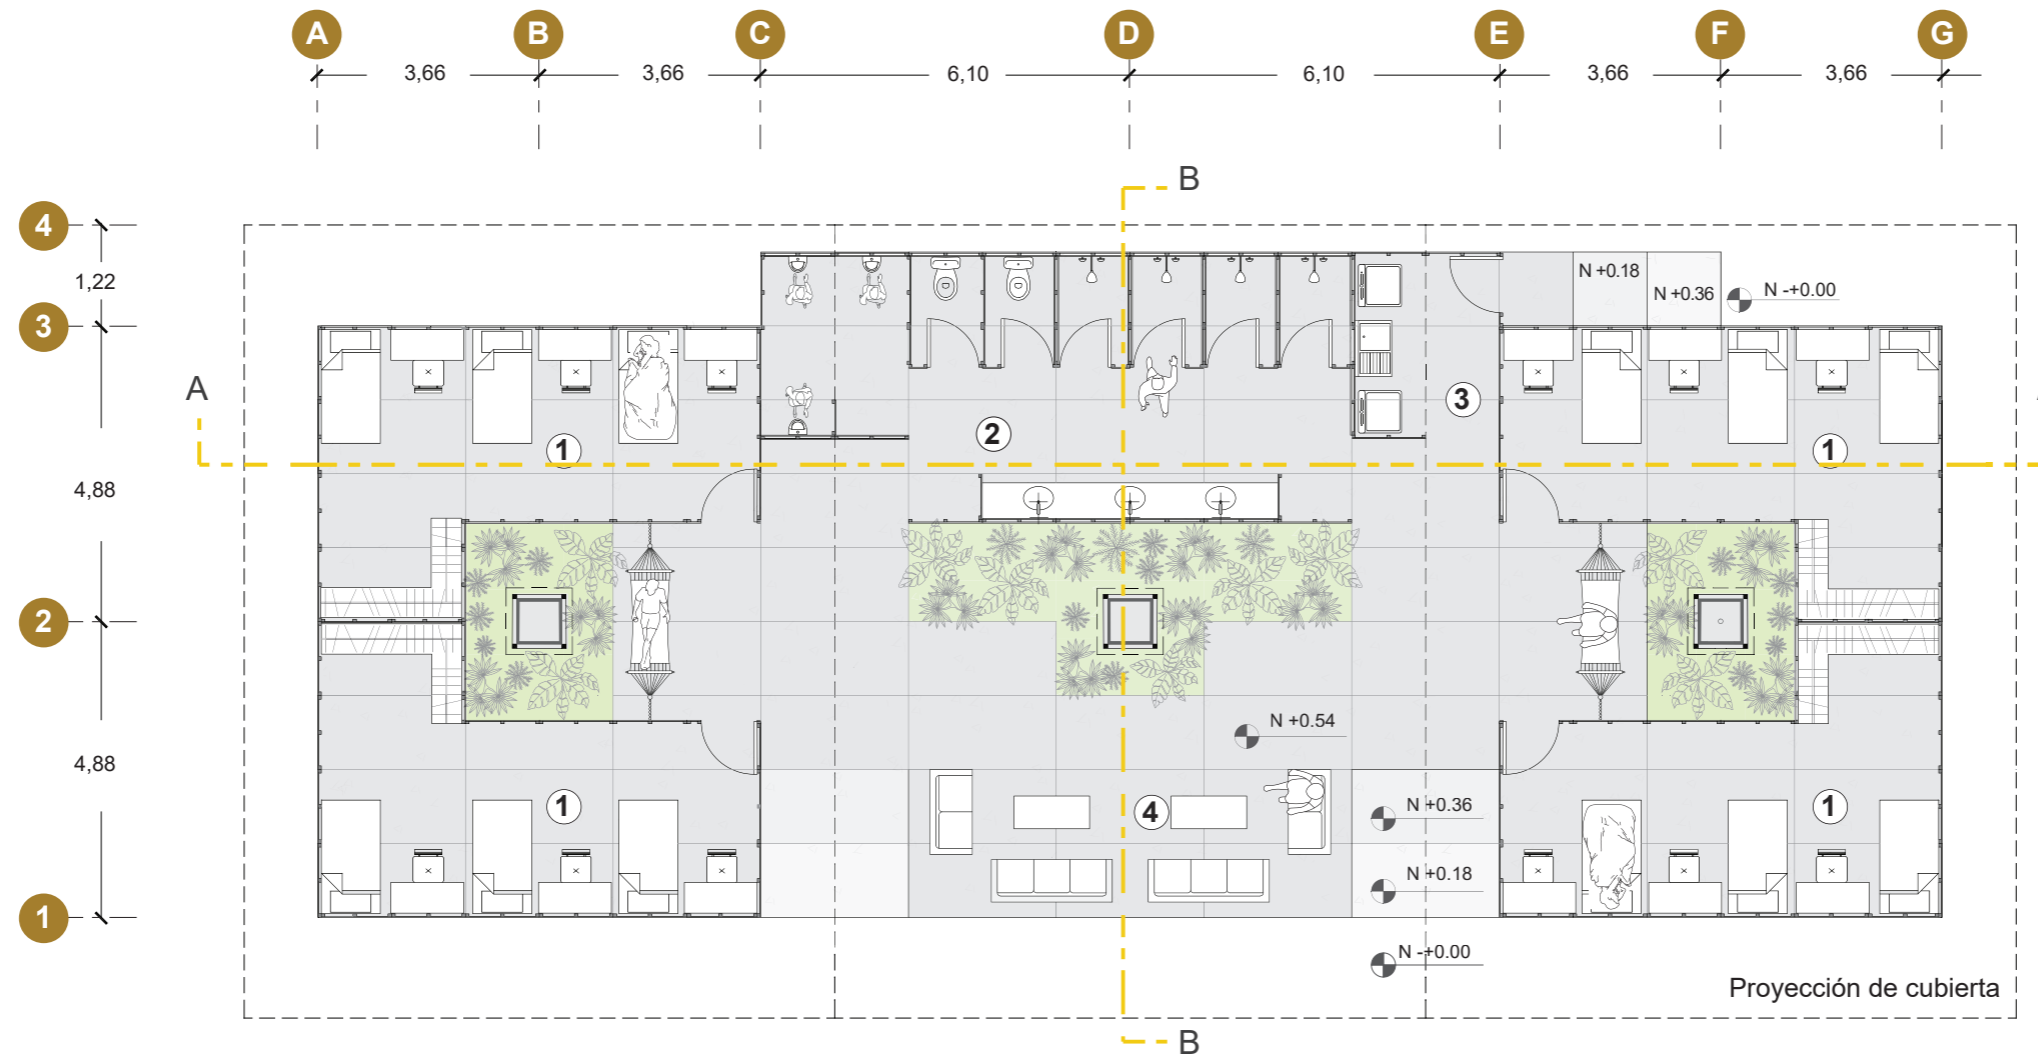 A B C D E F G
3,66 3,66 6,10 6,10 3,66 3,66
B
4
1,22
N +0.18
N +0.36
N -+0.00
3
A
3
2
1
1
4,88
2
N +0.54
4,88
1
4
1
N +0.36
N +0.18
1
N -+0.00
Proyección de cubierta
B